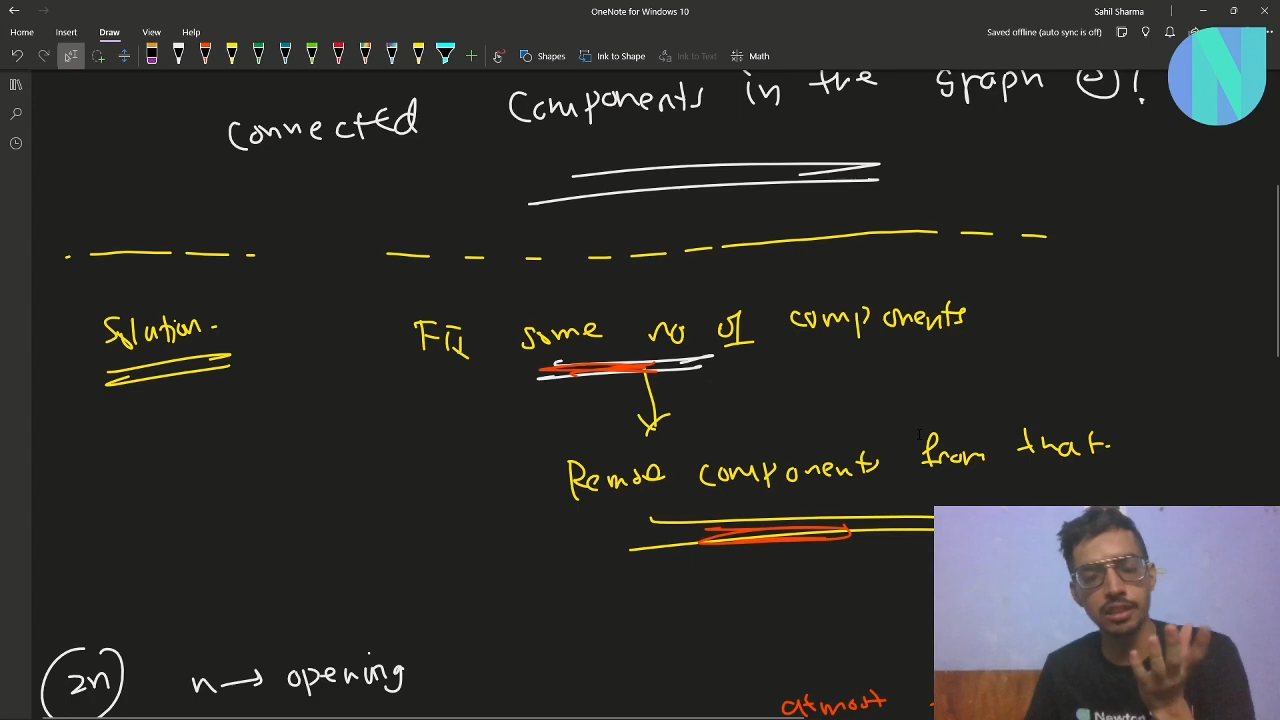 OneNote for Windows 10
Sahil Sharma
Home Insert Draw View Help
Saved offline (auto sync is off)
Shapes Ink to Shape Ink to Text Math
Connected Components in the Graph
Solution.
Fix some no of components
Remove components from that.
2n n → opening
atmost
Newton